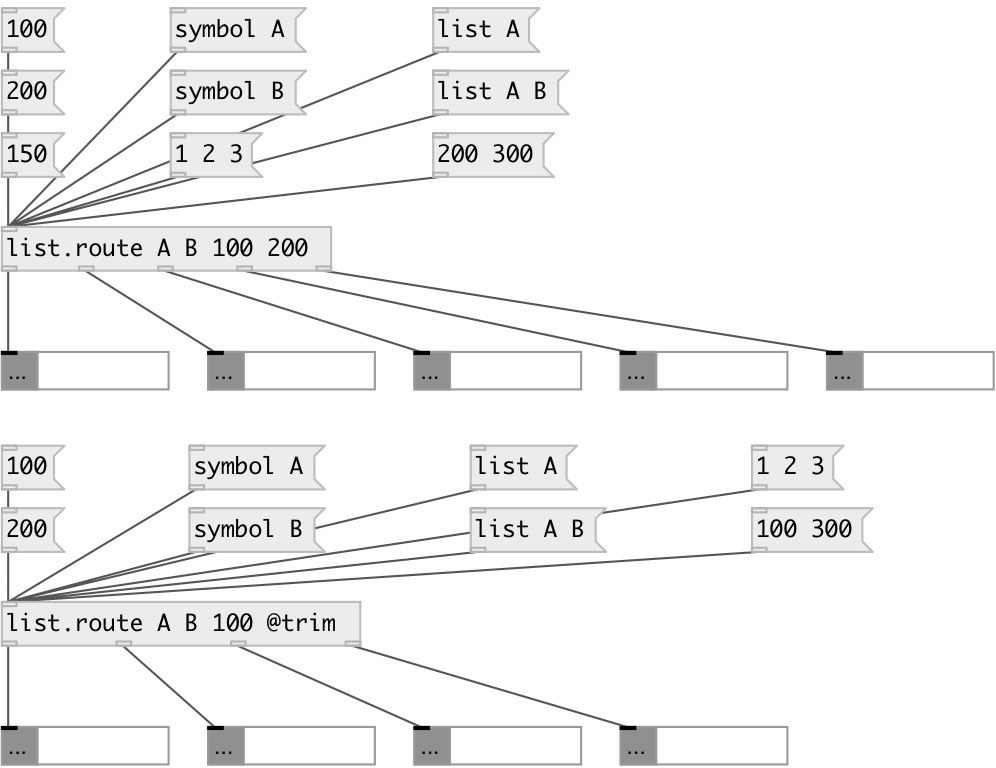 100
symbol A
list A
200
symbol B
list A B
150
1 2 3
200 300
list.route A B 100 200
...
...
...
...
...
100
symbol A
list A
1 2 3
200
symbol B
list A B
100 300
list.route A B 100 @trim
...
...
...
...